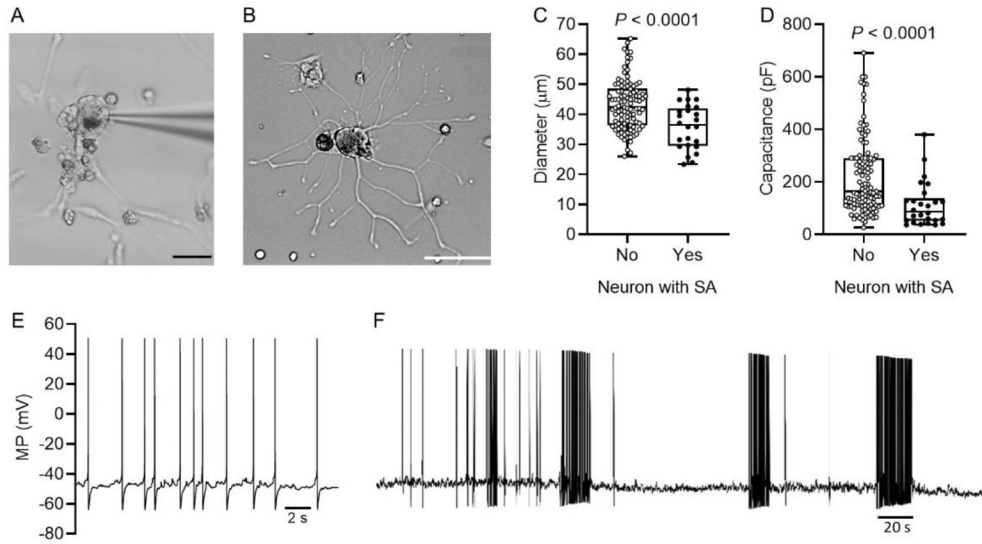 A
B
C
D
P < 0.0001
Diameter (μm)
70
60
50
40
30
20
10
0
No Yes
Neuron with SA
P < 0.0001
Capacitance (pF)
800
600
400
200
0
No Yes
Neuron with SA
E
F
MP (mV)
60
40
20
0
-20
-40
-60
-80
2 s
20 s